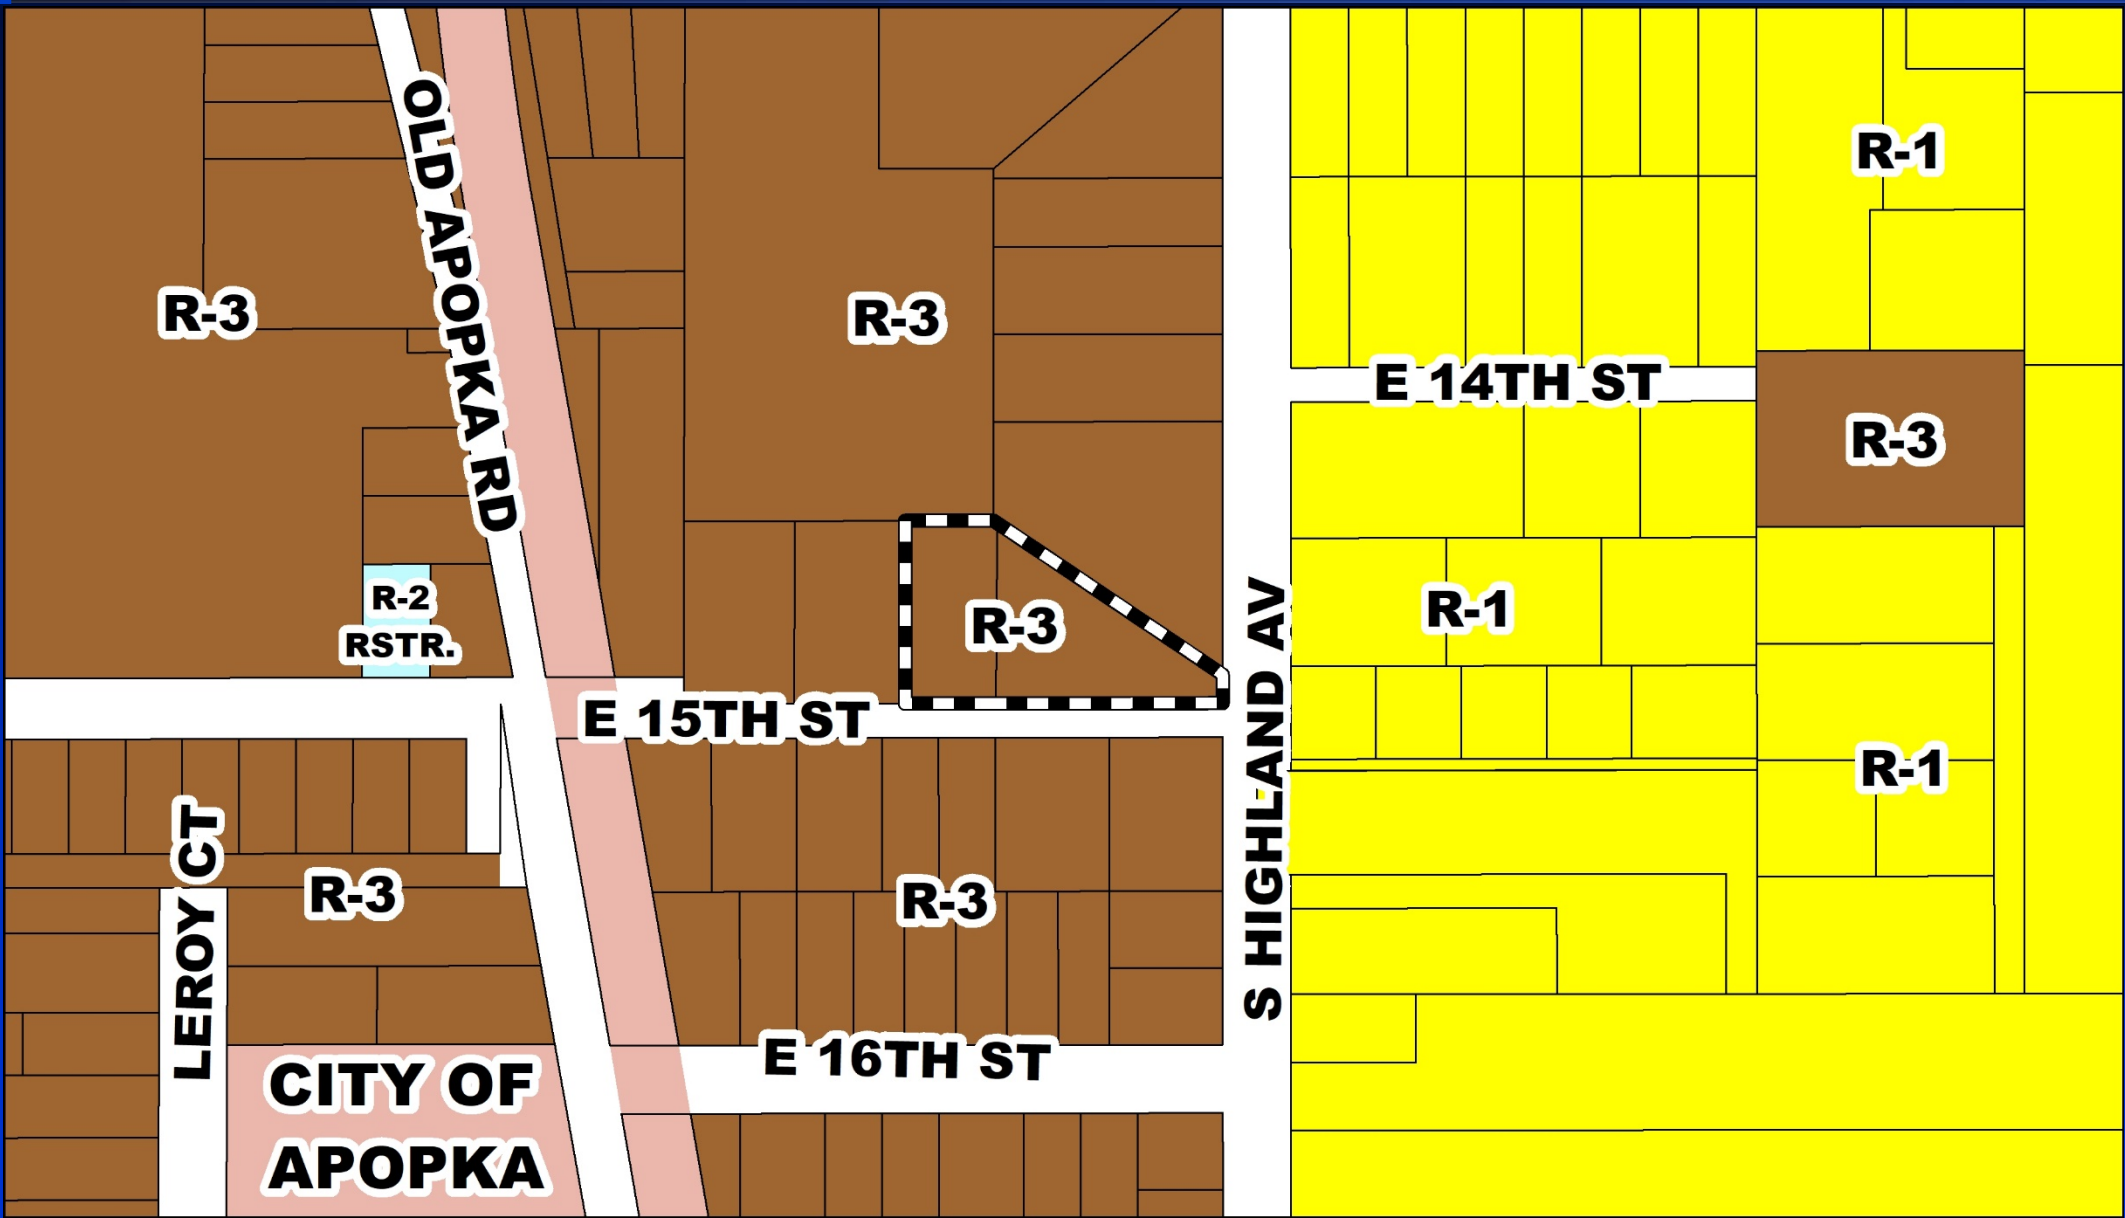 OLD APOPKA RD
R-1
R-3
R-3
E 14TH ST
R-3
R-2
RSTR.
R-3
R-1
E 15TH ST
S HIGHLAND AV
R-1
LEROY CT
R-3
R-3
E 16TH ST
CITY OF
APOPKA